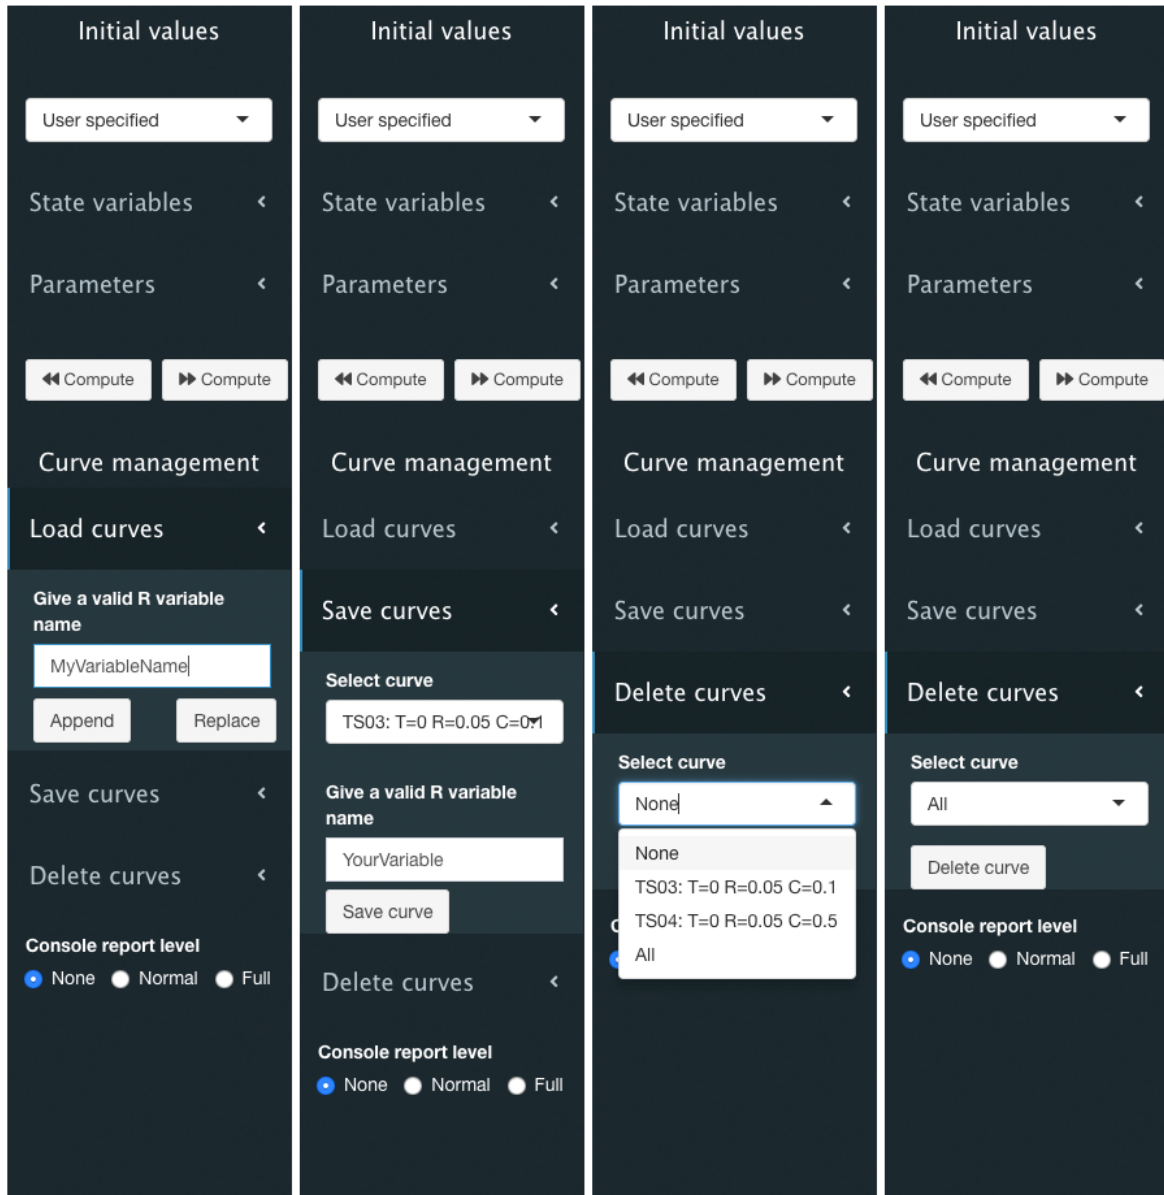 Initial values
User specified
State variables
Parameters
Compute
Compute
Curve management
Load curves
Give a valid R variable
name
MyVariableName
Append
Replace
Save curves
Delete curves
Console report level
None
Normal
Full
Initial values
User specified
State variables
Parameters
Compute
Compute
Curve management
Load curves
Save curves
Select curve
TS03: T=0 R=0.05 C=0.1
Give a valid R variable
name
YourVariable
Save curve
Delete curves
Console report level
None
Normal
Full
Initial values
User specified
State variables
Parameters
Compute
Compute
Curve management
Load curves
Save curves
Delete curves
Select curve
None
None
TS03: T=0 R=0.05 C=0.1
TS04: T=0 R=0.05 C=0.5
All
Initial values
User specified
State variables
Parameters
Compute
Compute
Curve management
Load curves
Save curves
Delete curves
Select curve
All
Delete curve
Console report level
None
Normal
Full